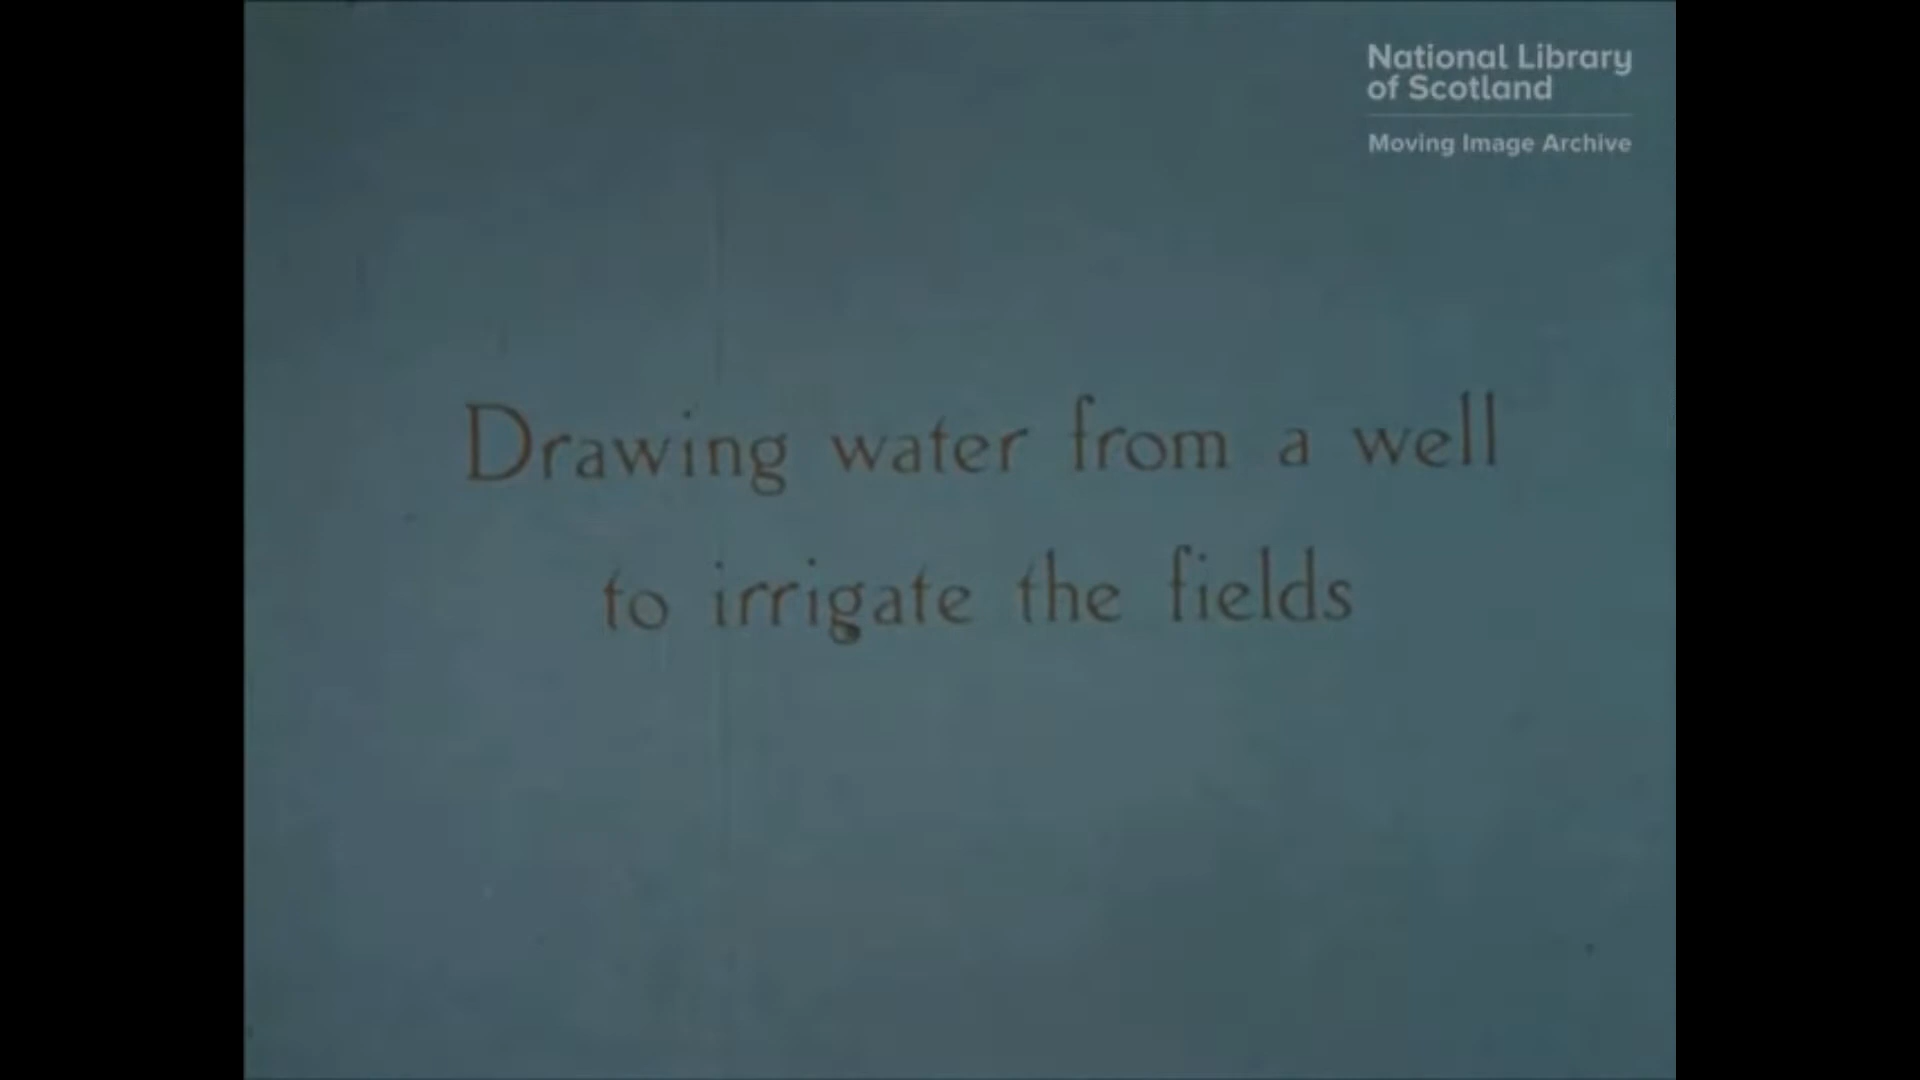 National Library
of Scotland
Moving Image Archive
Drawing water from a well
to irrigate the fields